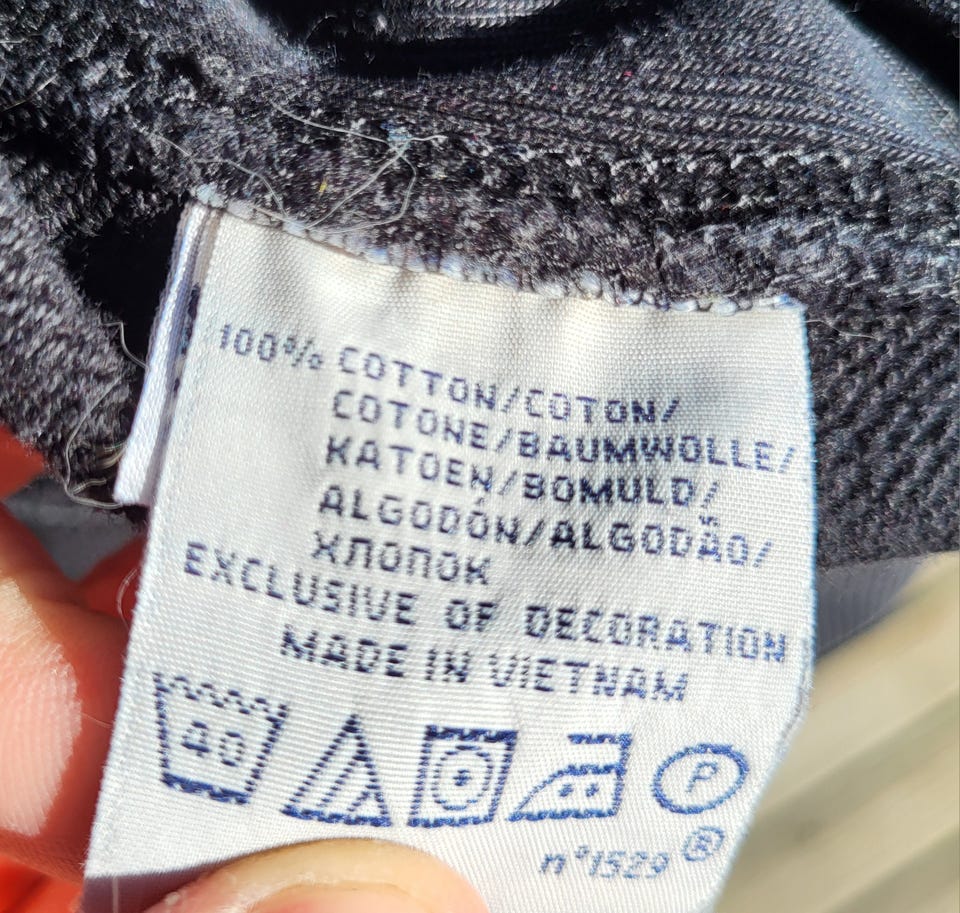 100% COTTON/COTON/
COTONE/BAUMWOLLE/
KATOEN/BOMULD/
ALGODÓN/ALGODÃO/
ХЛОПОК
EXCLUSIVE OF DECORATION
MADE IN VIETNAM
40 P
n°1529 ®